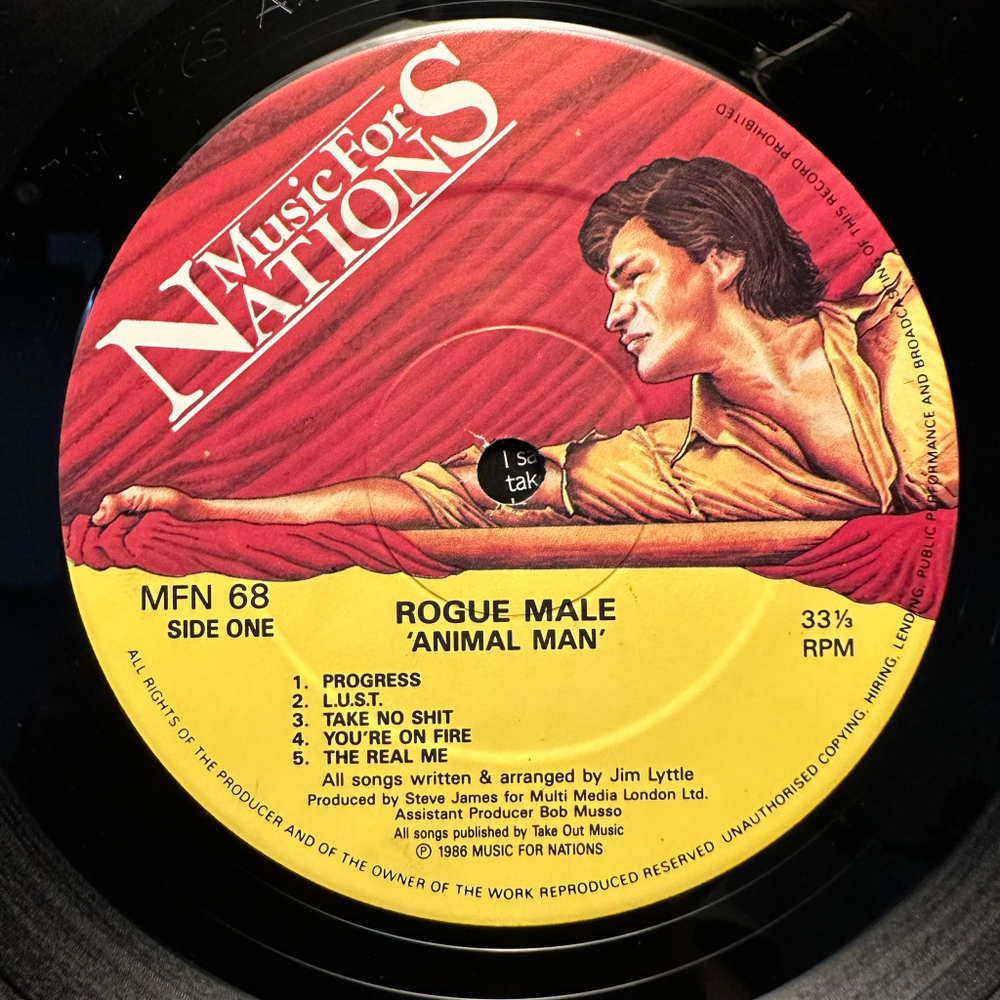 Music For
NATIONS
MFN 68
SIDE ONE
ROGUE MALE
'ANIMAL MAN'
33⅓
RPM
1. PROGRESS
2. L.U.S.T.
3. TAKE NO SHIT
4. YOU'RE ON FIRE
5. THE REAL ME
All songs written & arranged by Jim Lyttle
Produced by Steve James for Multi Media London Ltd.
Assistant Producer Bob Musso
All songs published by Take Out Music
℗ 1986 MUSIC FOR NATIONS
ALL RIGHTS OF THE PRODUCER AND OF THE OWNER OF THE WORK REPRODUCED RESERVED UNAUTHORISED COPYING, HIRING, LENDING, PUBLIC PERFORMANCE AND BROADCASTING OF THIS RECORD PROHIBITED
I sa
tak